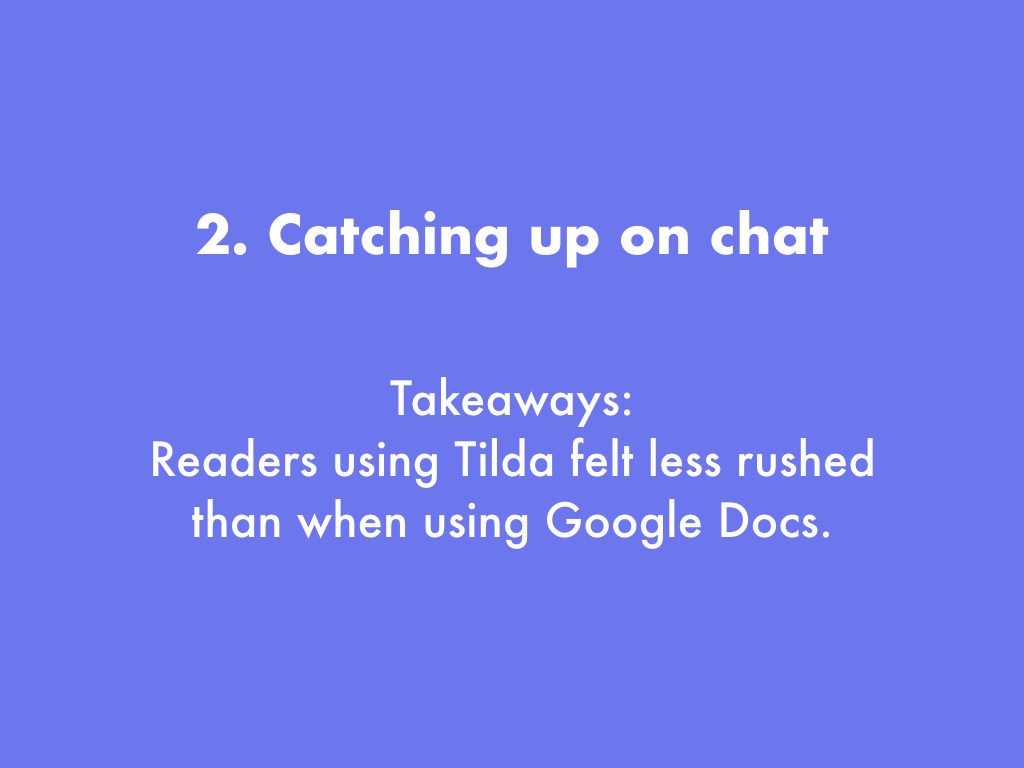 2. Catching up on chat
Takeaways:
Readers using Tilda felt less rushed
than when using Google Docs.